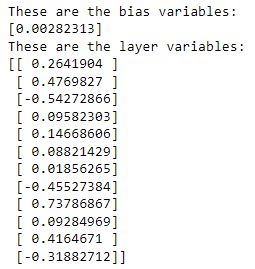 These are the bias variables:
[0.00282313]
These are the layer variables:
[[ 0.2641904 ]
 [ 0.4769827 ]
 [-0.54272866]
 [ 0.09582303]
 [ 0.14668606]
 [ 0.08821429]
 [ 0.01856265]
 [-0.45527384]
 [ 0.73786867]
 [ 0.09284969]
 [ 0.4164671 ]
 [-0.31882712]]